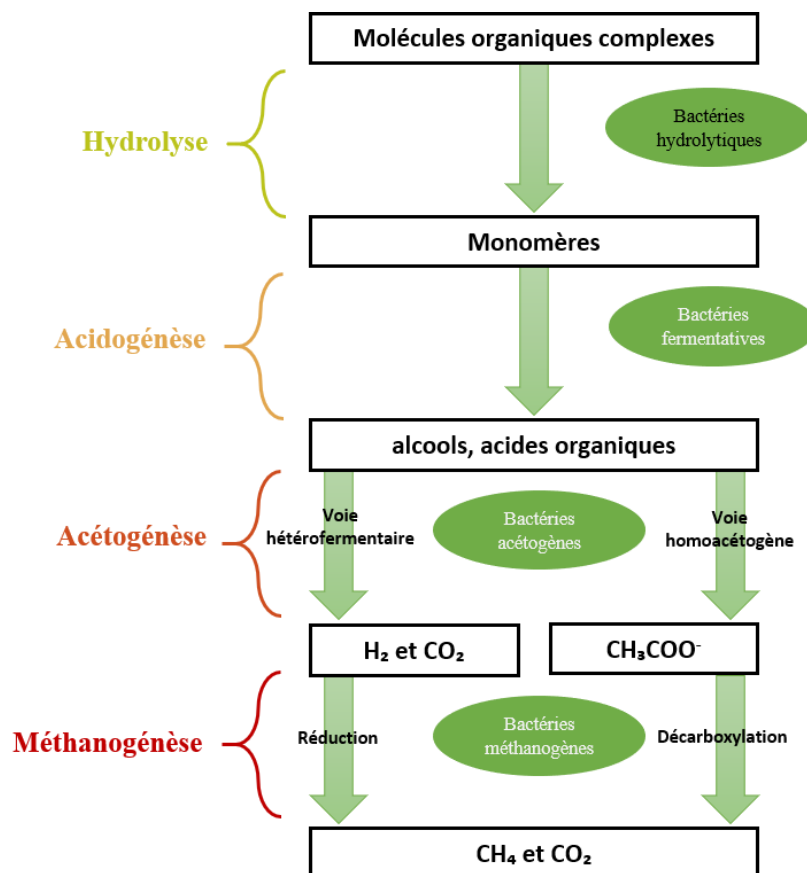 Molécules organiques complexes
Hydrolyse
Bactéries
hydrolytiques
Monomères
Acidogénèse
Bactéries
fermentatives
alcools, acides organiques
Acétogénèse
Voie
hétérofermentaire
Bactéries
acétogènes
Voie
homoacétogène
H₂ et CO₂
CH₃COO⁻
Méthanogénèse
Réduction
Bactéries
méthanogènes
Décarboxylation
CH₄ et CO₂